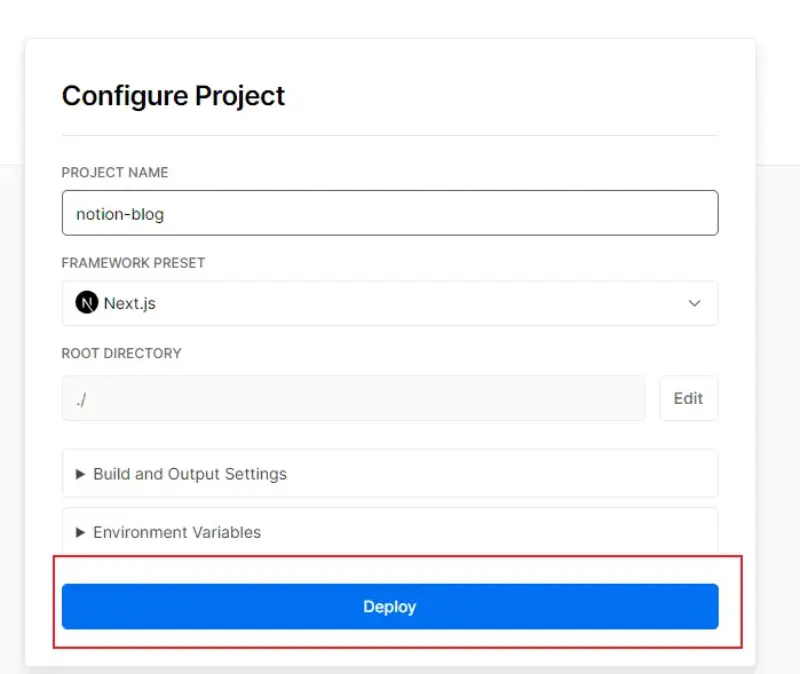 Configure Project
PROJECT NAME
notion-blog
FRAMEWORK PRESET
N Next.js
ROOT DIRECTORY
./
Edit
Build and Output Settings
Environment Variables
Deploy